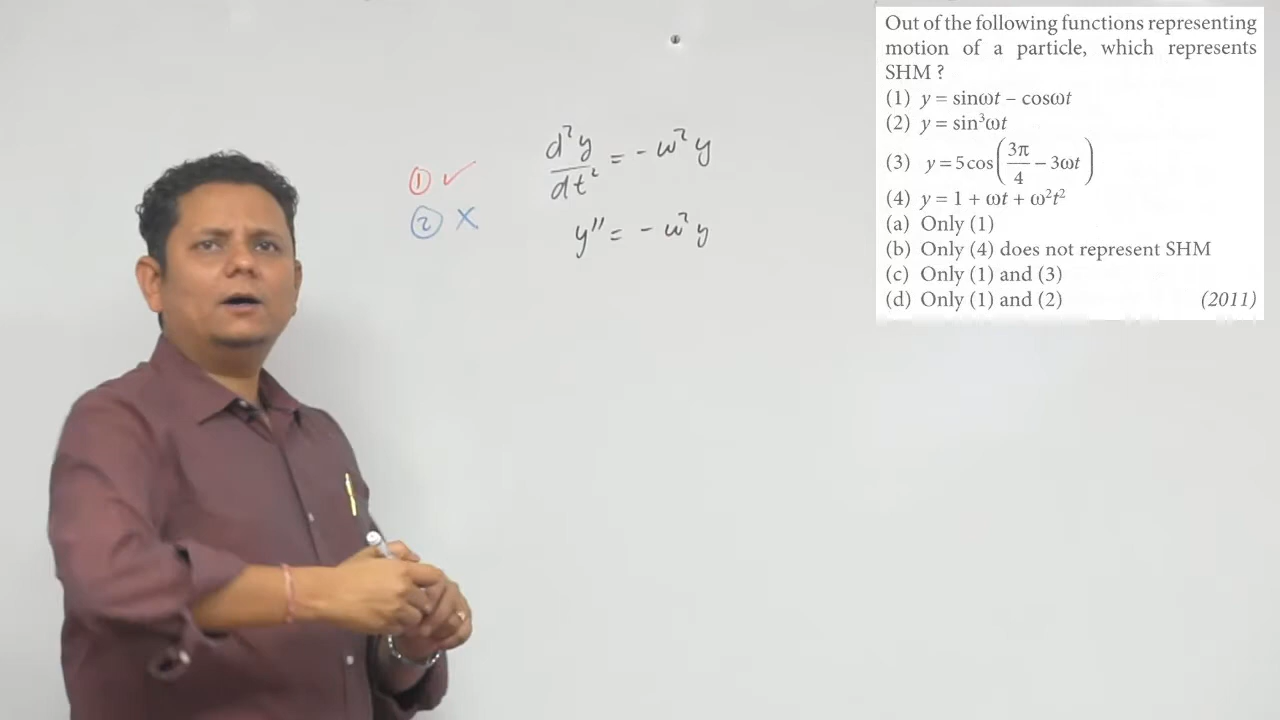 Out of the following functions representing
motion of a particle, which represents
SHM ?
(1) y = sinωt – cosωt
(2) y = sin³ωt
(3) y = 5cos(3π/4 – 3ωt)
(4) y = 1 + ωt + ω²t²
(a) Only (1)
(b) Only (4) does not represent SHM
(c) Only (1) and (3)
(d) Only (1) and (2) (2011)
① ✓
② ✗
d²y/dt² = - ω²y
y'' = - ω²y